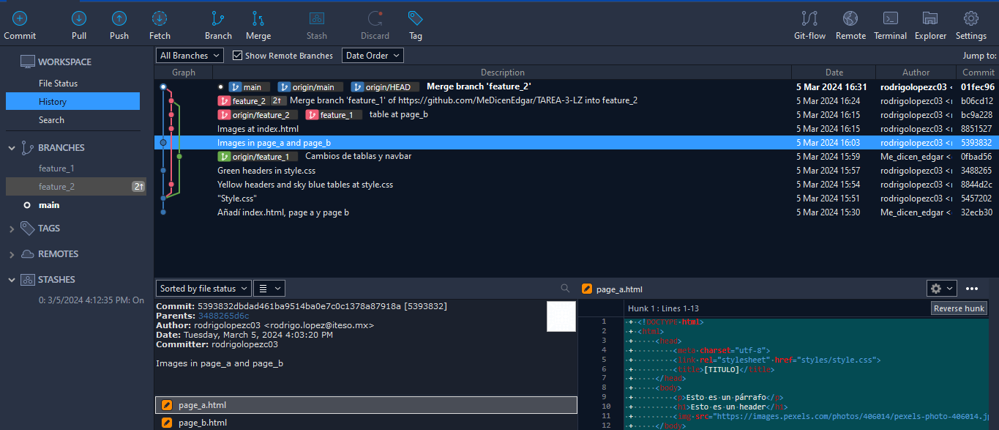 Commit Pull Push Fetch Branch Merge Stash Discard Tag Git-flow Remote Terminal Explorer Settings
WORKSPACE
File Status
History
Search
BRANCHES
feature_1
feature_2 2↑
main
TAGS
REMOTES
STASHES
0: 3/5/2024 4:12:35 PM: On
All Branches Show Remote Branches Date Order Jump to:
Graph Description Date Author Commit
main origin/main origin/HEAD Merge branch 'feature_2' 5 Mar 2024 16:31 rodrigolopezc03 < 01fec96
feature_2 2↑ Merge branch 'feature_1' of https://github.com/MeDicenEdgar/TAREA-3-LZ into feature_2 5 Mar 2024 16:24 rodrigolopezc03 < b06cd12
origin/feature_2 feature_1 table at page_b 5 Mar 2024 16:15 rodrigolopezc03 < bc9a228
Images at index.html 5 Mar 2024 16:15 rodrigolopezc03 < 8851527
Images in page_a and page_b 5 Mar 2024 16:03 rodrigolopezc03 < 5393832
origin/feature_1 Cambios de tablas y navbar 5 Mar 2024 15:59 Me_dicen_edgar < 0fbad56
Green headers in style.css 5 Mar 2024 15:57 rodrigolopezc03 < 3488265
Yellow headers and sky blue tables at style.css 5 Mar 2024 15:54 rodrigolopezc03 < 8844d2c
"Style.css" 5 Mar 2024 15:51 rodrigolopezc03 < 5457202
Añadí index.html, page a y page b 5 Mar 2024 15:30 Me_dicen_edgar < 32ecb30
Sorted by file status
Commit: 5393832dbdad461ba9514ba0e7c0c1378a87918a [5393832]
Parents: 3488265d6c
Author: rodrigolopezc03 <rodrigo.lopez@iteso.mx>
Date: Tuesday, March 5, 2024 4:03:20 PM
Committer: rodrigolopezc03
Images in page_a and page_b
page_a.html
page_b.html
page_a.html
Hunk 1 : Lines 1-13 Reverse hunk
1 + <!DOCTYPE html>
2 + <html>
3 + <head>
4 + <meta charset="utf-8">
5 + <link rel="stylesheet" href="styles/style.css">
6 + <title>[TITULO]</title>
7 + </head>
8 + <body>
9 + <p>Esto es un párrafo</p>
10 + <h1>Esto es un header</h1>
11 + <img src="https://images.pexels.com/photos/406014/pexels-photo-406014.jp
12 + </body>